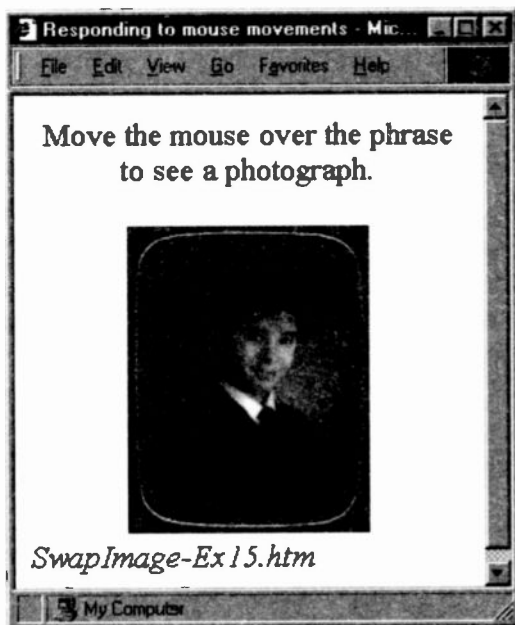 Responding to mouse movements - Mic...
File Edit View Go Favorites Help
Move the mouse over the phrase
to see a photograph.
SwapImage-Ex15.htm
My Computer